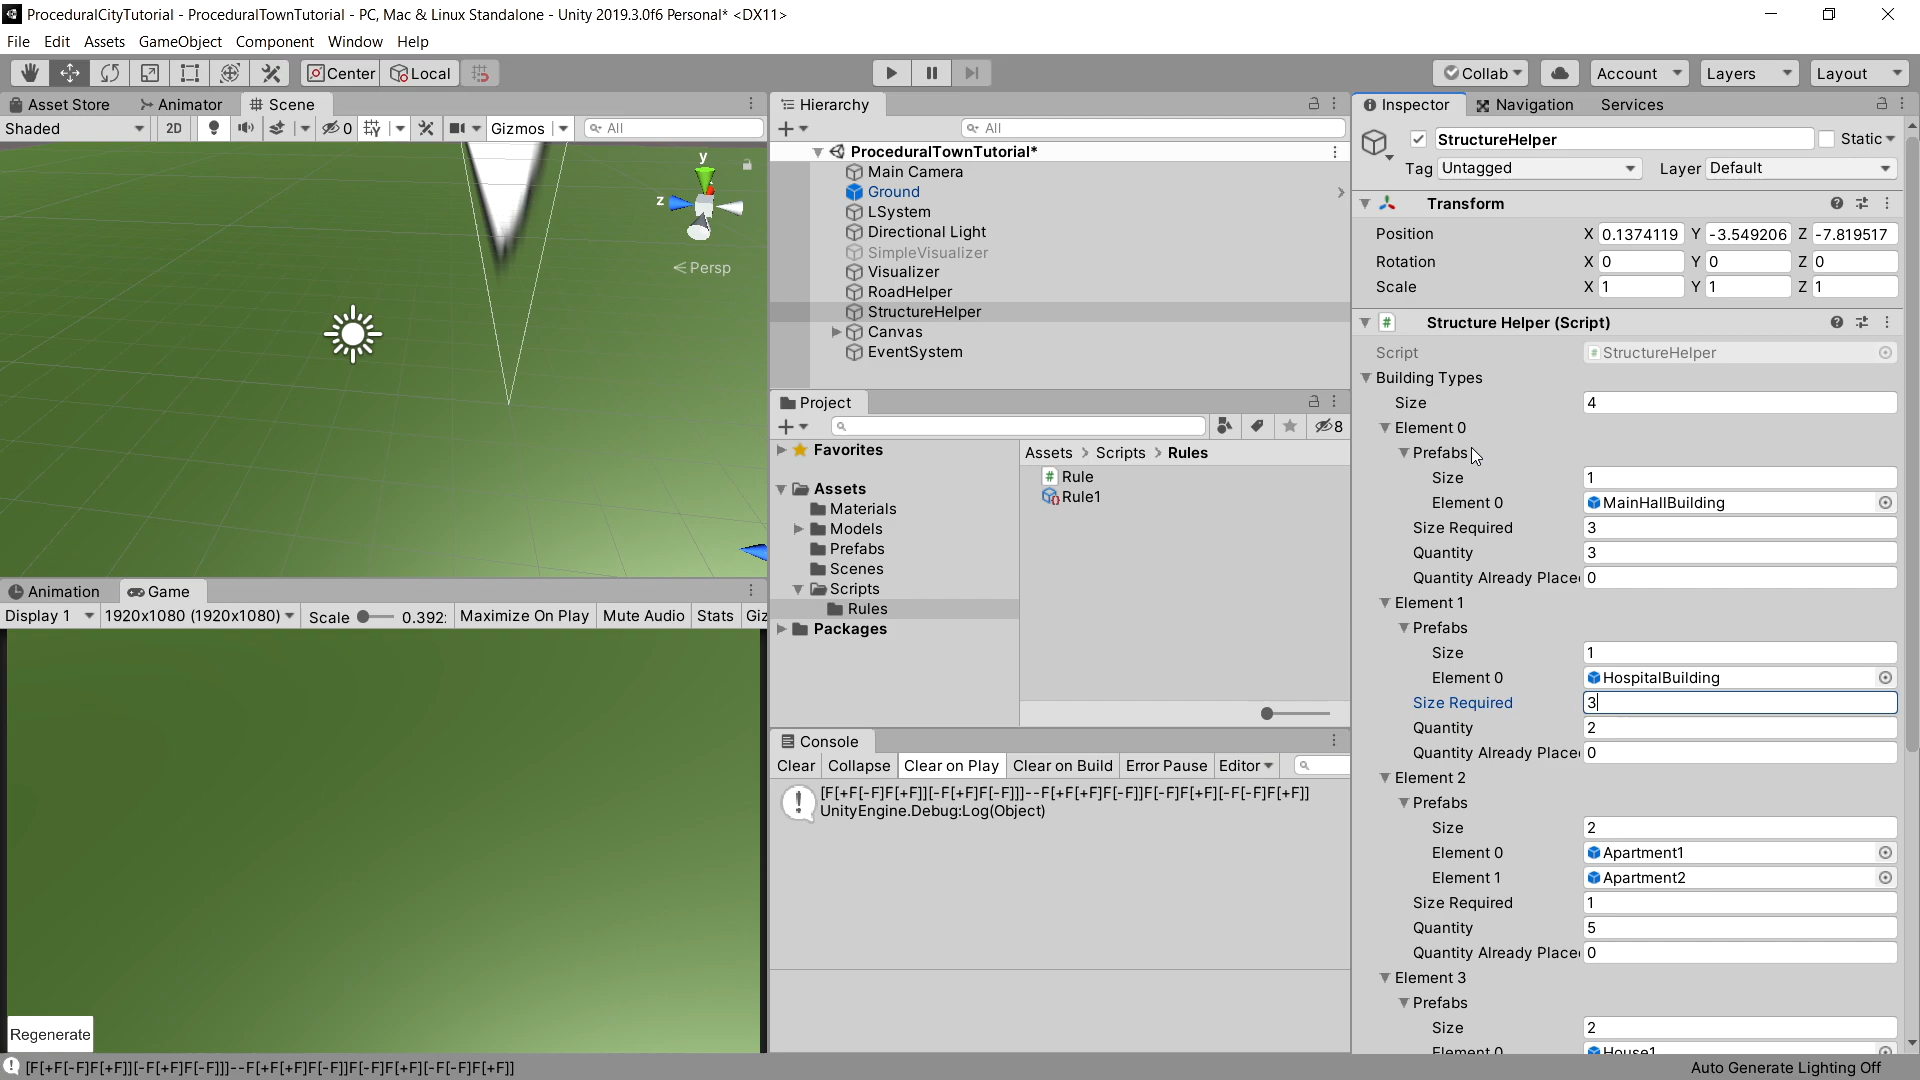 ProceduralCityTutorial - ProceduralTownTutorial - PC, Mac & Linux Standalone - Unity 2019.3.0f6 Personal* <DX11>
File Edit Assets GameObject Component Window Help
Center Local Collab Account Layers Layout
Asset Store Animator Scene
Shaded 2D 0 Gizmos All
y
z
Persp
Animation Game
Display 1 1920x1080 (1920x1080) Scale 0.392: Maximize On Play Mute Audio Stats Giz
Regenerate
Hierarchy
All
ProceduralTownTutorial*
Main Camera
Ground
LSystem
Directional Light
SimpleVisualizer
Visualizer
RoadHelper
StructureHelper
Canvas
EventSystem
Project
8
Favorites
Assets
Materials
Models
Prefabs
Scenes
Scripts
Rules
Packages
Assets > Scripts > Rules
Rule
Rule1
Console
Clear Collapse Clear on Play Clear on Build Error Pause Editor
[F[+F[-F]F[+F]][-F[+F]F[-F]]]--F[+F[+F]F[-F]]F[-F]F[+F][-F[-F]F[+F]]
UnityEngine.Debug:Log(Object)
Inspector Navigation Services
StructureHelper Static
Tag Untagged Layer Default
Transform
Position X 0.1374119 Y -3.549206 Z -7.819517
Rotation X 0 Y 0 Z 0
Scale X 1 Y 1 Z 1
Structure Helper (Script)
Script StructureHelper
Building Types
Size 4
Element 0
Prefabs
Size 1
Element 0 MainHallBuilding
Size Required 3
Quantity 3
Quantity Already Place 0
Element 1
Prefabs
Size 1
Element 0 HospitalBuilding
Size Required 3
Quantity 2
Quantity Already Place 0
Element 2
Prefabs
Size 2
Element 0 Apartment1
Element 1 Apartment2
Size Required 1
Quantity 5
Quantity Already Place 0
Element 3
Prefabs
Size 2
Element 0 House1
[F[+F[-F]F[+F]][-F[+F]F[-F]]]--F[+F[+F]F[-F]]F[-F]F[+F][-F[-F]F[+F]]
Auto Generate Lighting Off